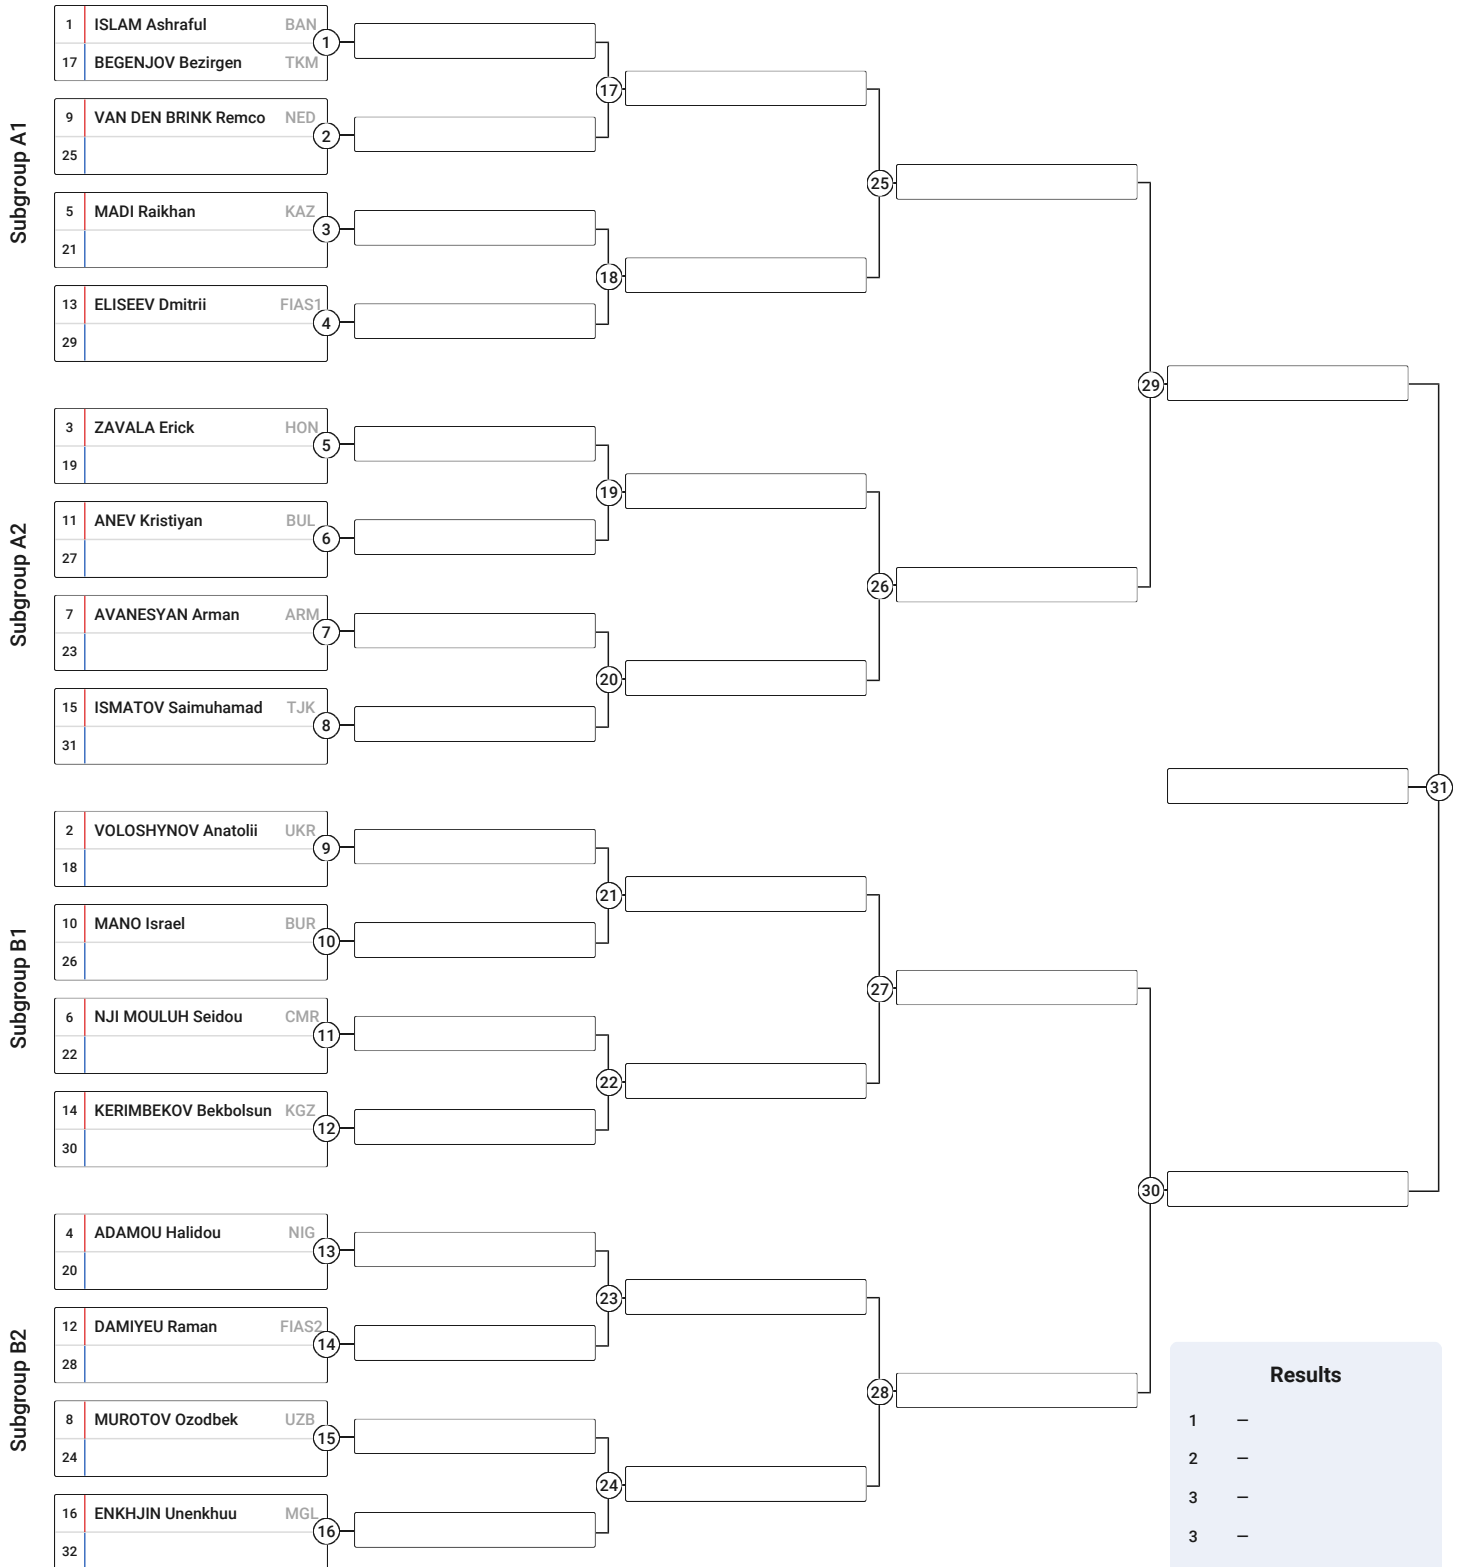 Subgroup A1
1 ISLAM Ashraful BAN
17 BEGENJOV Bezirgen TKM
1
9 VAN DEN BRINK Remco NED
25
2
17
5 MADI Raikhan KAZ
21
3
13 ELISEEV Dmitrii FIAS1
29
4
18
25
Subgroup A2
3 ZAVALA Erick HON
19
5
11 ANEV Kristiyan BUL
27
6
19
7 AVANESYAN Arman ARM
23
7
15 ISMATOV Saimuhamad TJK
31
8
20
26
29
Subgroup B1
2 VOLOSHYNOV Anatolii UKR
18
9
10 MANO Israel BUR
26
10
21
6 NJI MOULUH Seidou CMR
22
11
14 KERIMBEKOV Bekbolsun KGZ
30
12
22
27
Subgroup B2
4 ADAMOU Halidou NIG
20
13
12 DAMIYEU Raman FIAS2
28
14
23
8 MUROTOV Ozodbek UZB
24
15
16 ENKHJIN Unenkhuu MGL
32
16
24
28
30
31
Results
1 –
2 –
3 –
3 –